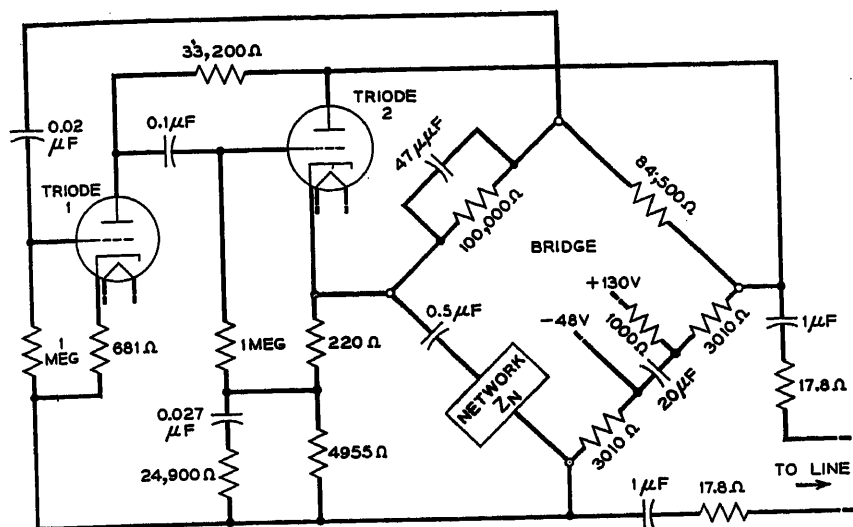 33,200Ω
TRIODE
2
0.02
μF
0.1μF
47μμF
TRIODE
1
100,000Ω
84,500Ω
BRIDGE
+130V
-48V
1000Ω
3010Ω
0.5μF
1μF
1
MEG
681Ω
1MEG
220Ω
20μF
17.8Ω
NETWORK
ZN
0.027
μF
3010Ω
24,900Ω
4955Ω
TO LINE
1μF
17.8Ω